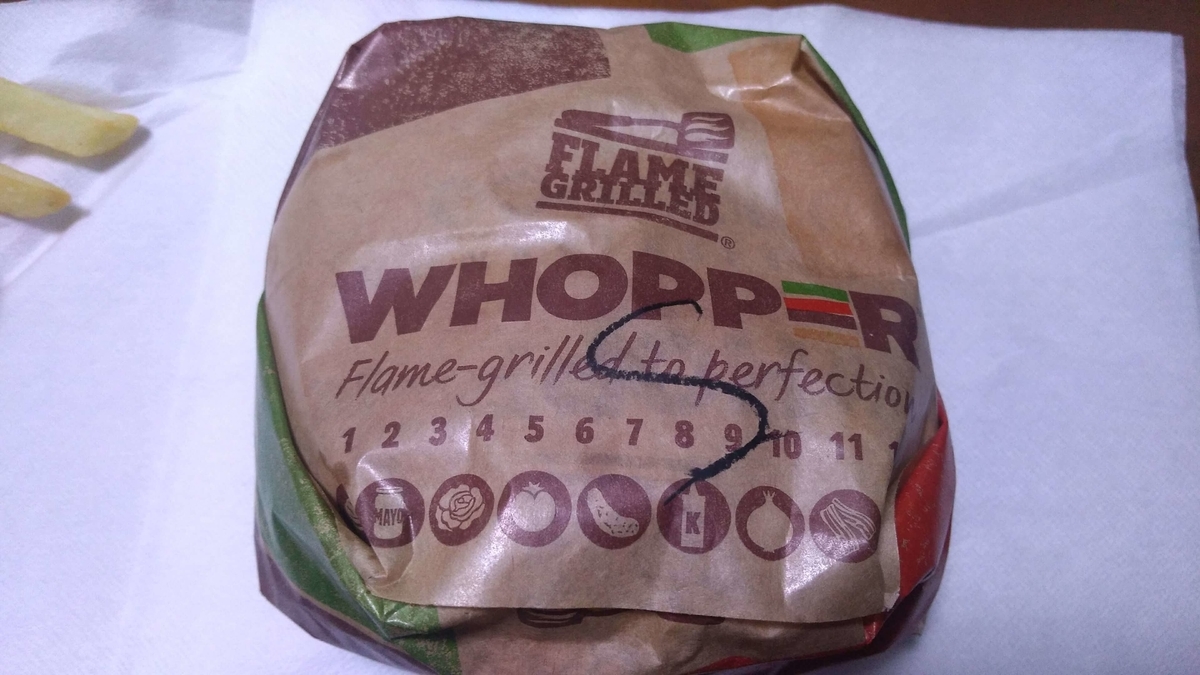 FLAME
GRILLED
®
WHOPPER
Flame-grilled to perfection
1 2 3 4 5 6 7 8 9 10 11
MAYO K
S